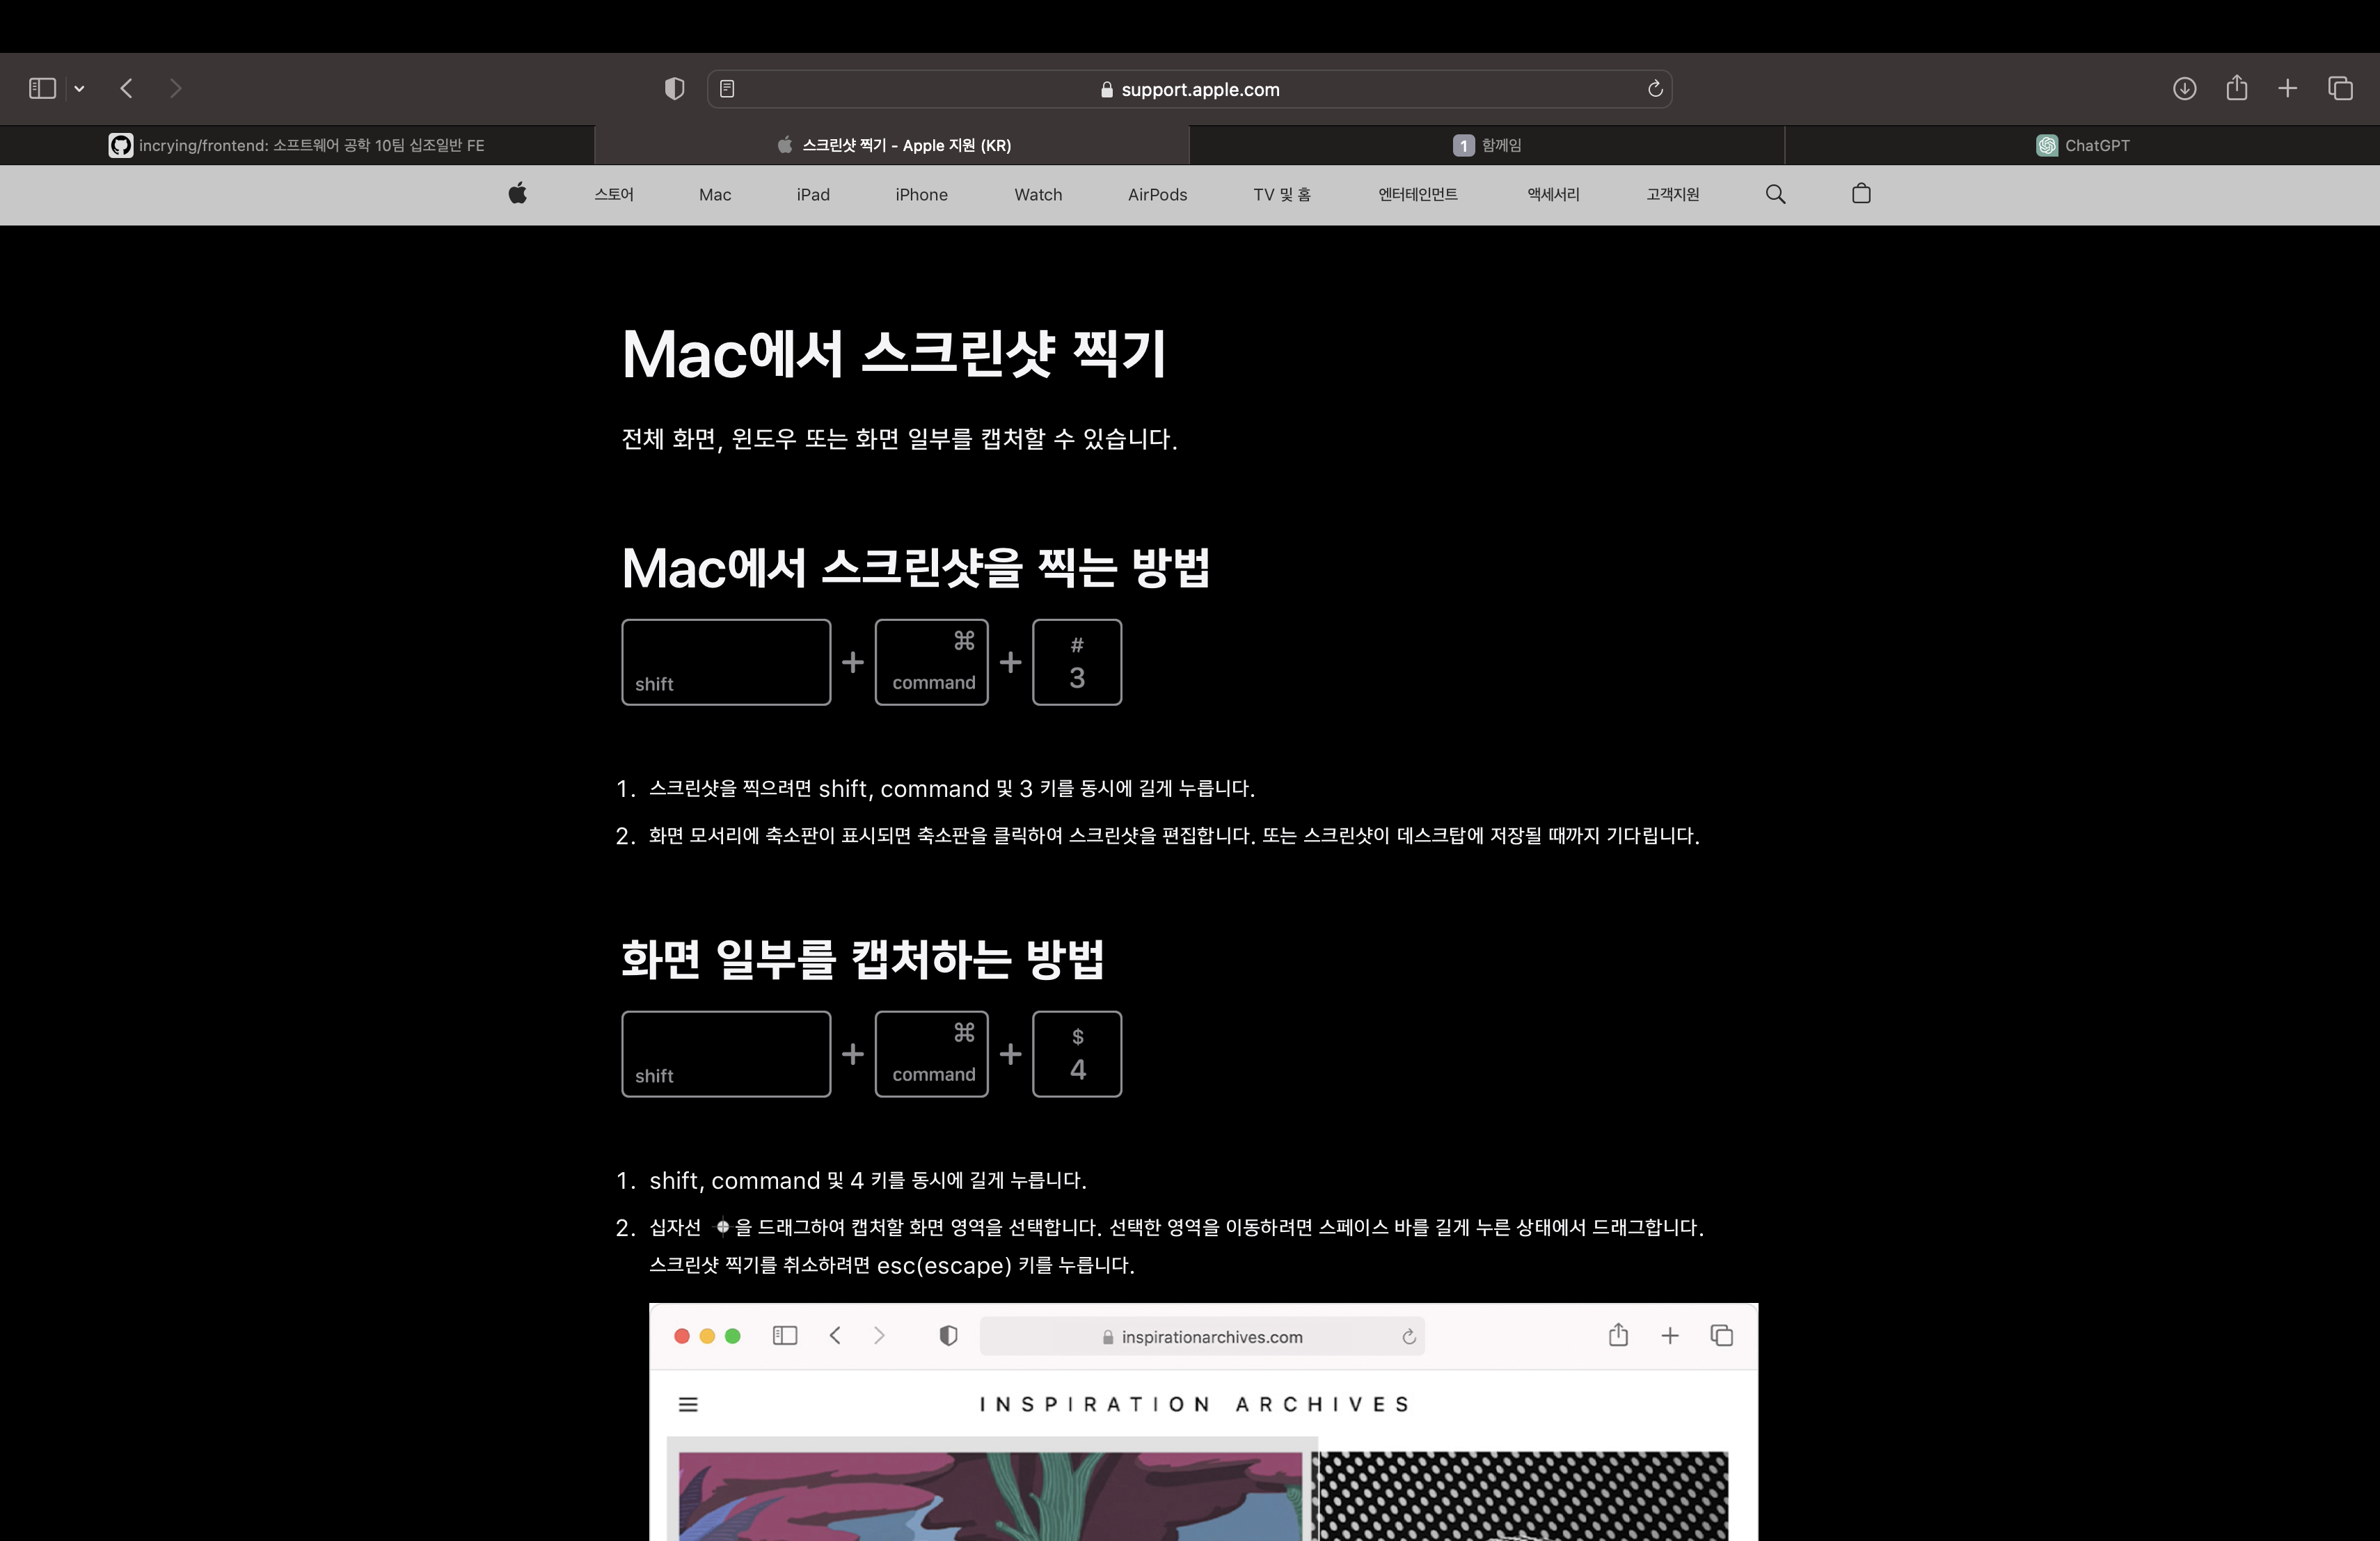 support.apple.com
incrying/frontend: 소프트웨어 공학 10팀 십조일반 FE
스크린샷 찍기 - Apple 지원 (KR)
1 함께임
ChatGPT
스토어 Mac iPad iPhone Watch AirPods TV 및 홈 엔터테인먼트 액세서리 고객지원
Mac에서 스크린샷 찍기
전체 화면, 윈도우 또는 화면 일부를 캡처할 수 있습니다.
Mac에서 스크린샷을 찍는 방법
shift + ⌘ command + # 3
1. 스크린샷을 찍으려면 shift, command 및 3 키를 동시에 길게 누릅니다.
2. 화면 모서리에 축소판이 표시되면 축소판을 클릭하여 스크린샷을 편집합니다. 또는 스크린샷이 데스크탑에 저장될 때까지 기다립니다.
화면 일부를 캡처하는 방법
shift + ⌘ command + $ 4
1. shift, command 및 4 키를 동시에 길게 누릅니다.
2. 십자선 을 드래그하여 캡처할 화면 영역을 선택합니다. 선택한 영역을 이동하려면 스페이스 바를 길게 누른 상태에서 드래그합니다.
스크린샷 찍기를 취소하려면 esc(escape) 키를 누릅니다.
inspirationarchives.com
INSPIRATION ARCHIVES